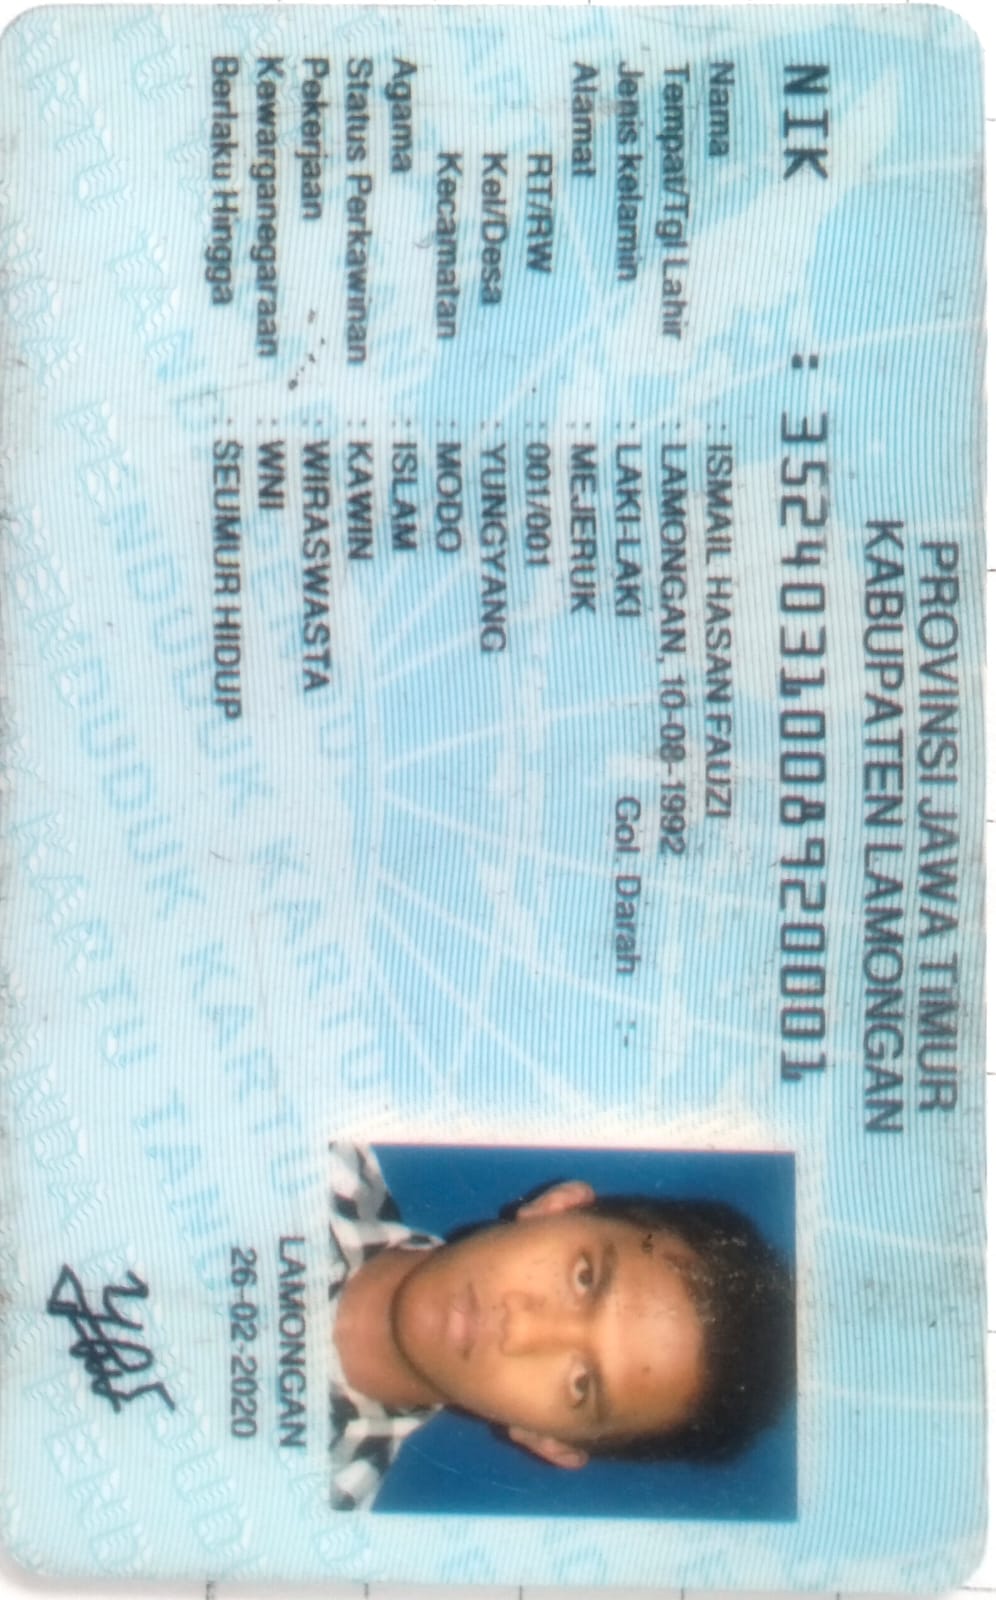 PROVINSI JAWA TIMUR
KABUPATEN LAMONGAN
NIK : 3524031008920001
Nama : ISMAIL HASAN FAUZI
Tempat/Tgl Lahir : LAMONGAN, 10-08-1992
Jenis kelamin : LAKI-LAKI Gol. Darah :-
Alamat : MEJERUK
RT/RW : 001/001
Kel/Desa : YUNGYANG
Kecamatan : MODO
Agama : ISLAM
Status Perkawinan : KAWIN
Pekerjaan : WIRASWASTA
Kewarganegaraan : WNI
Berlaku Hingga : SEUMUR HIDUP
LAMONGAN
26-02-2020